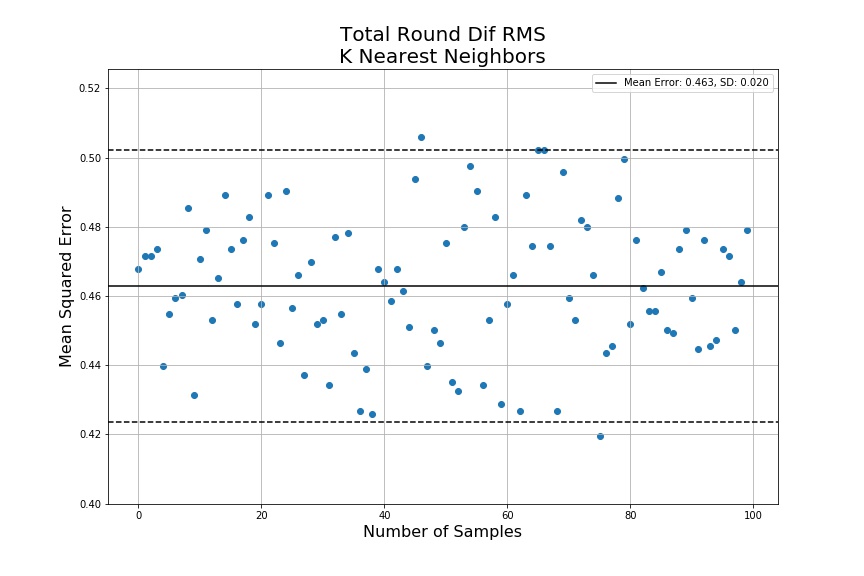 Total Round Dif RMS
K Nearest Neighbors
Mean Error: 0.463, SD: 0.020
Mean Squared Error
0.52
0.50
0.48
0.46
0.44
0.42
0.40
0
20
40
60
80
100
Number of Samples